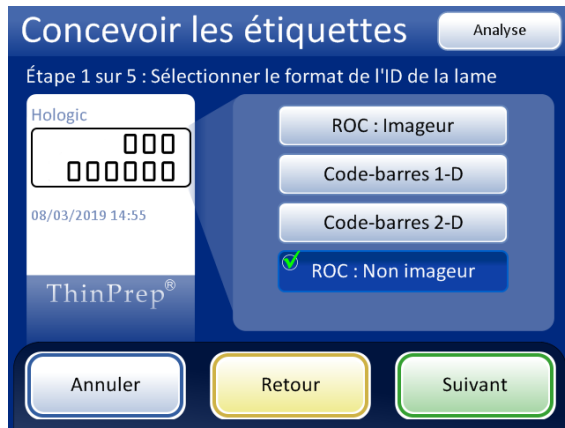 Concevoir les étiquettes
Analyse
Étape 1 sur 5 : Sélectionner le format de l'ID de la lame
Hologic
000
000000
08/03/2019 14:55
ThinPrep®
ROC : Imageur
Code-barres 1-D
Code-barres 2-D
ROC : Non imageur
Annuler
Retour
Suivant